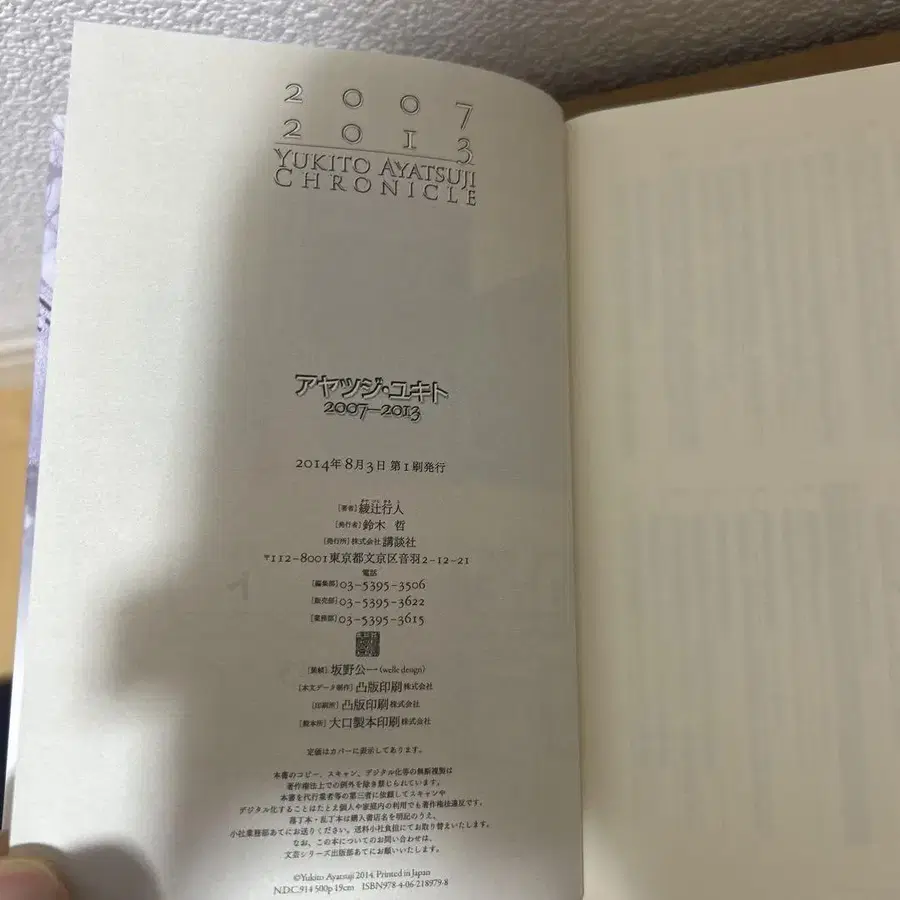 2007
2013
YUKITO AYATSUJI
CHRONICLE
アヤツジ・ユキト
2007—2013
2014年8月3日 第1刷発行
[著者]綾辻行人
[発行者]鈴木 哲
[発行所]株式会社講談社
〒112-8001東京都文京区音羽2-12-21
電話
[編集部]03-5395-3506
[販売部]03-5395-3622
[業務部]03-5395-3615
[装幀]坂野公一(welle design)
[本文データ制作]凸版印刷株式会社
[印刷所]凸版印刷株式会社
[製本所]大口製本印刷株式会社
定価はカバーに表示してあります。
本書のコピー、スキャン、デジタル化等の無断複製は
著作権法上での例外を除き禁じられています。
本書を代行業者等の第三者に依頼してスキャンや
デジタル化することはたとえ個人や家庭内の利用でも著作権法違反です。
落丁本・乱丁本は購入書店名を明記のうえ、
小社業務部あてにお送りください。送料小社負担にてお取り替えいたします。
なお、この本についてのお問い合わせは、
文芸シリーズ出版部あてにお願いいたします。
©Yukito Ayatsuji 2014. Printed in Japan
N.D.C.914 500p 19cm ISBN978-4-06-218979-8